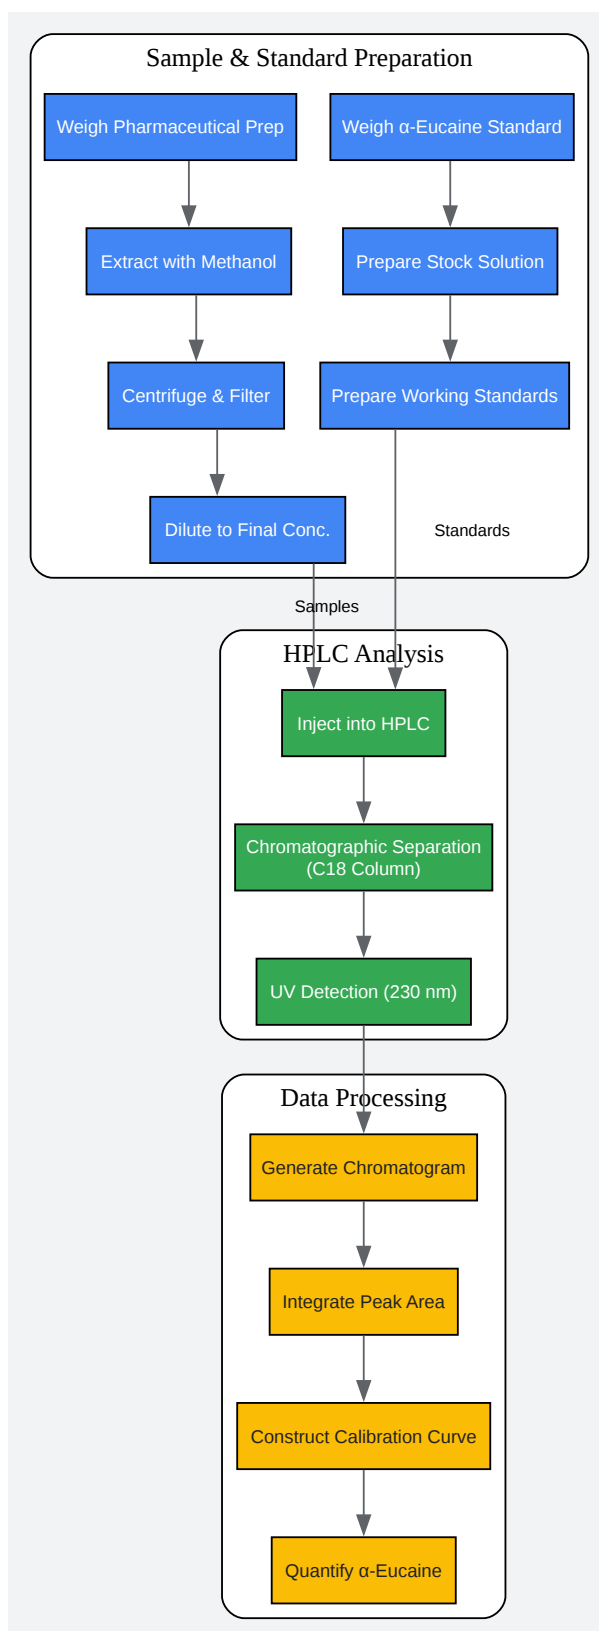 Sample & Standard Preparation
Weigh Pharmaceutical Prep
Weigh α-Eucaine Standard
Extract with Methanol
Prepare Stock Solution
Centrifuge & Filter
Prepare Working Standards
Dilute to Final Conc.
Standards
Samples
HPLC Analysis
Inject into HPLC
Chromatographic Separation
(C18 Column)
UV Detection (230 nm)
Data Processing
Generate Chromatogram
Integrate Peak Area
Construct Calibration Curve
Quantify α-Eucaine